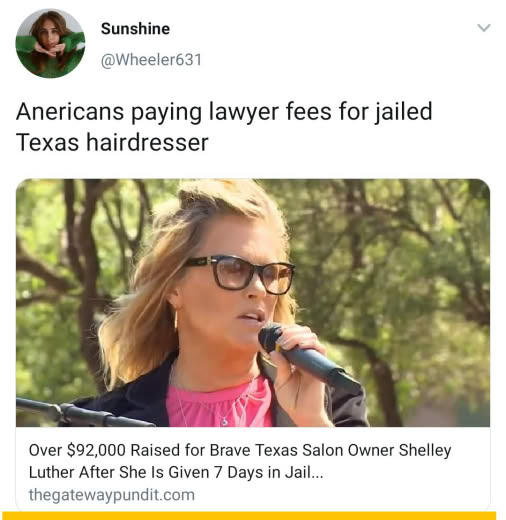 Sunshine
@Wheeler631
Anericans paying lawyer fees for jailed
Texas hairdresser
Over $92,000 Raised for Brave Texas Salon Owner Shelley
Luther After She Is Given 7 Days in Jail...
thegatewaypundit.com